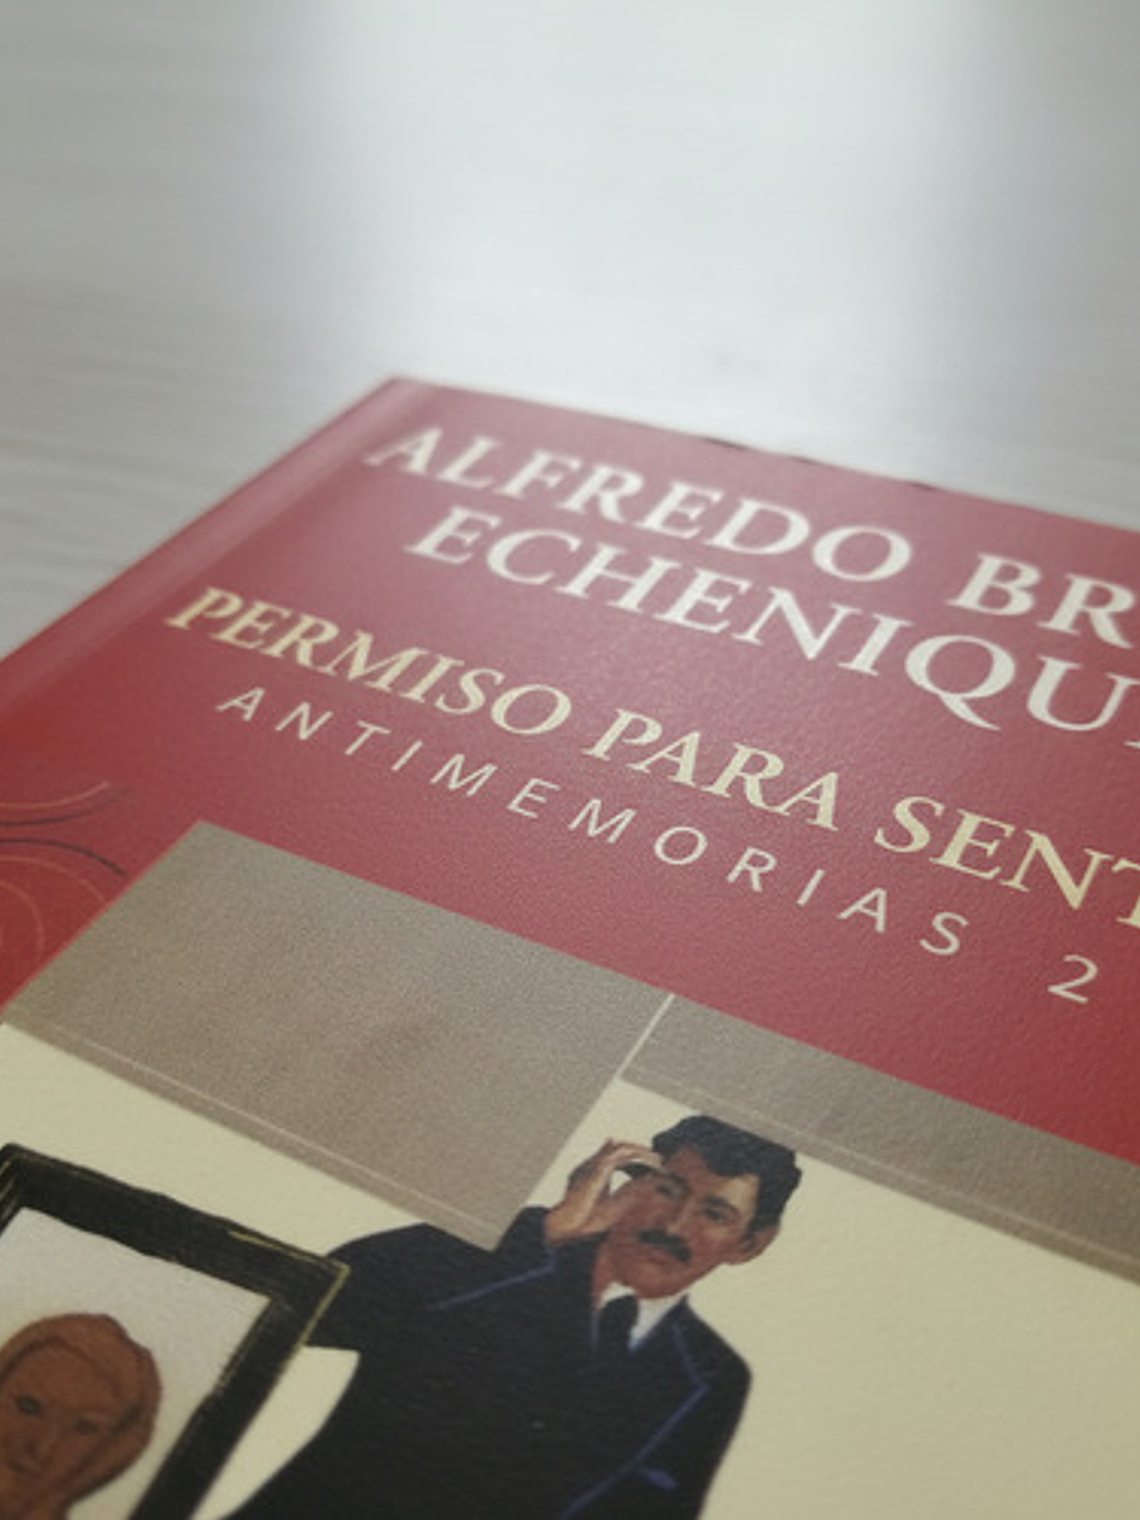 ALFREDO BR
ECHENIQU
PERMISO PARA SENT
ANTIMEMORIAS 2